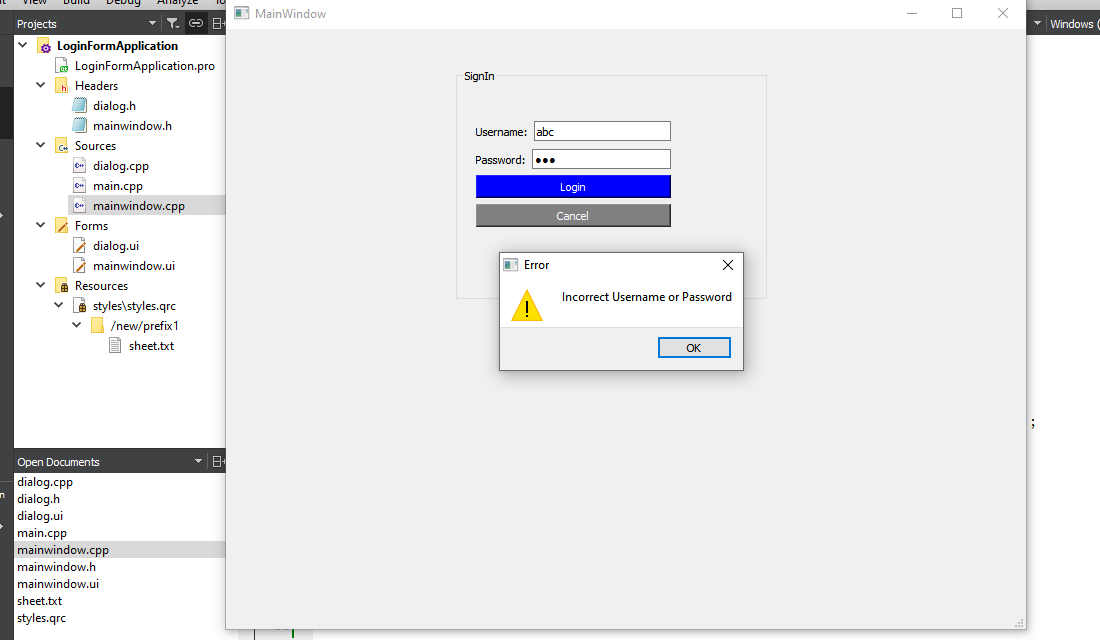 View Build Debug Analyze
Projects
LoginFormApplication
LoginFormApplication.pro
Headers
dialog.h
mainwindow.h
Sources
dialog.cpp
main.cpp
mainwindow.cpp
Forms
dialog.ui
mainwindow.ui
Resources
styles\styles.qrc
/new/prefix1
sheet.txt
Open Documents
dialog.cpp
dialog.h
dialog.ui
main.cpp
mainwindow.cpp
mainwindow.h
mainwindow.ui
sheet.txt
styles.qrc
MainWindow
SignIn
Username: abc
Password: ●●●
Login
Cancel
Error
Incorrect Username or Password
OK
Windows (
;